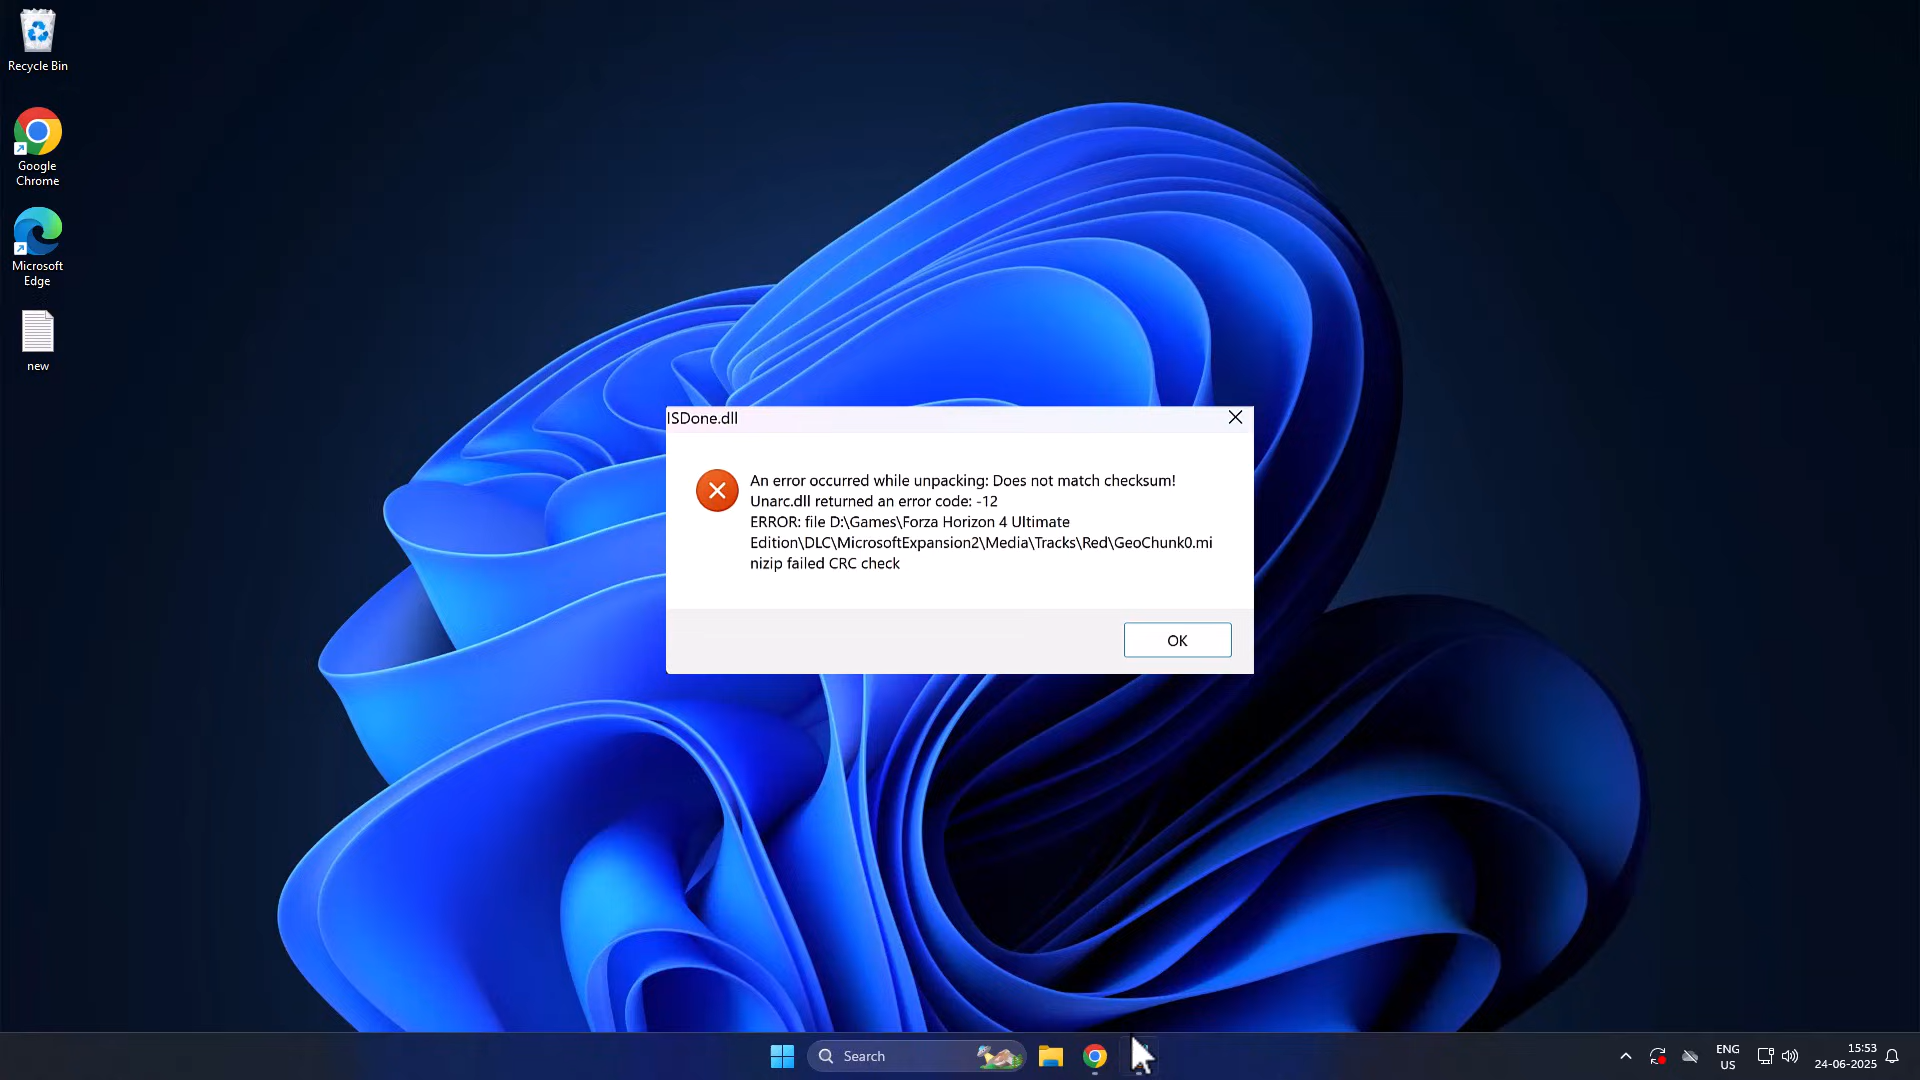 Recycle Bin
Google
Chrome
Microsoft
Edge
new
ISDone.dll
An error occurred while unpacking: Does not match checksum!
Unarc.dll returned an error code: -12
ERROR: file D:\Games\Forza Horizon 4 Ultimate
Edition\DLC\MicrosoftExpansion2\Media\Tracks\Red\GeoChunk0.mi
nizip failed CRC check
OK
Search
ENG
US
15:53
24-06-2025